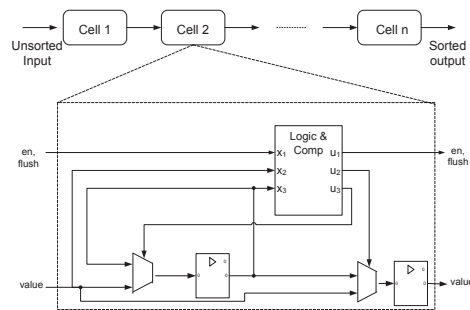 Cell 1
Cell 2
Cell n
Unsorted
Input
Sorted
output
Logic &
Comp
en,
flush
x1
u1
en,
flush
x2
u2
x3
u3
value
value